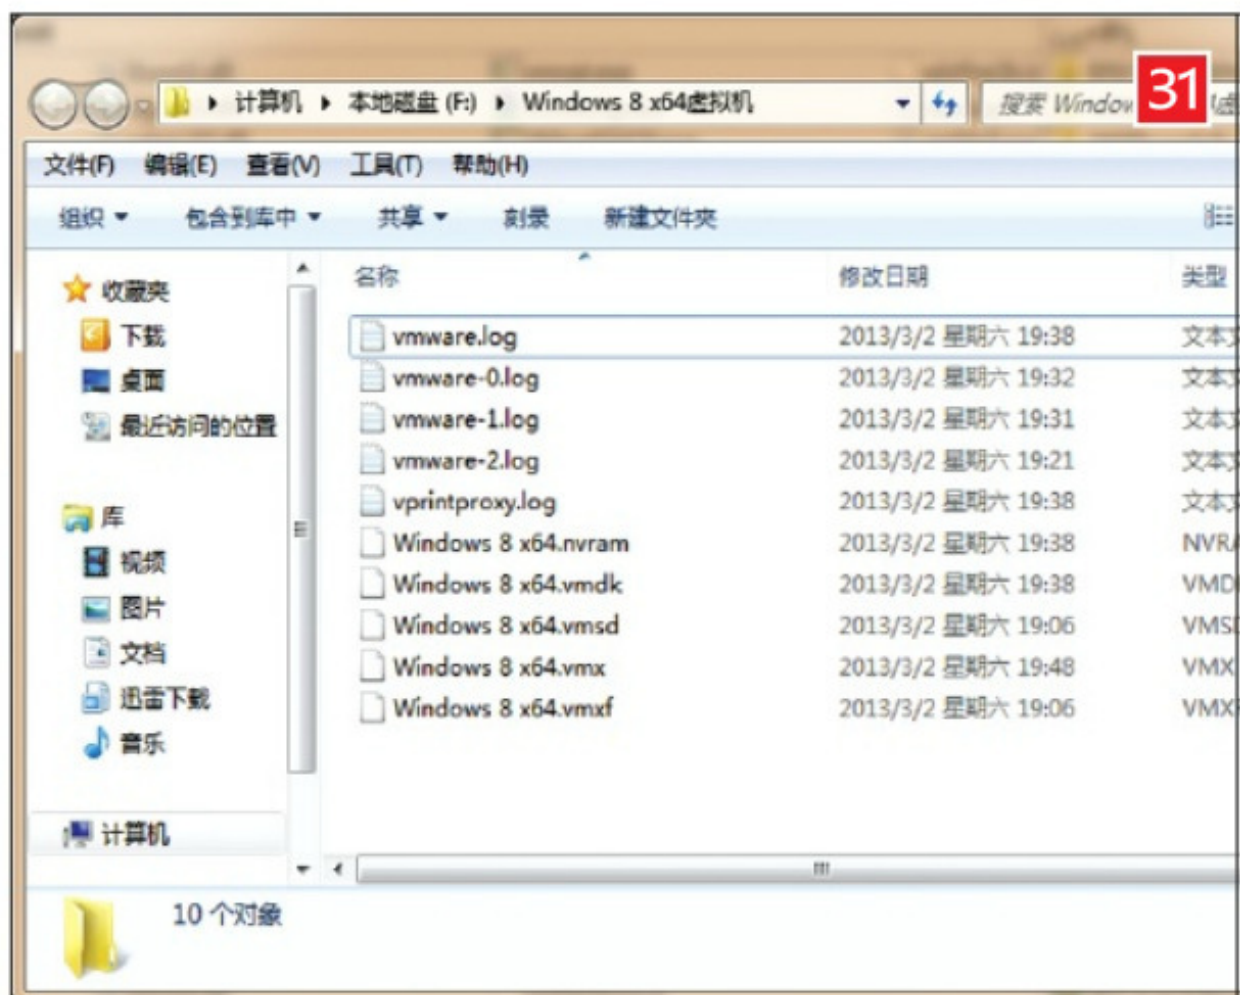 31
计算机 ▸ 本地磁盘 (F:) ▸ Windows 8 x64虚拟机 搜索
文件(F) 编辑(E) 查看(V) 工具(T) 帮助(H)
组织 包含到库中 共享 刻录 新建文件夹
收藏夹
下载
桌面
最近访问的位置
库
视频
图片
文档
迅雷下载
音乐
计算机
名称 修改日期 类型
vmware.log 2013/3/2 星期六 19:38
vmware-0.log 2013/3/2 星期六 19:32
vmware-1.log 2013/3/2 星期六 19:31
vmware-2.log 2013/3/2 星期六 19:21
vprintproxy.log 2013/3/2 星期六 19:38
Windows 8 x64.nvram 2013/3/2 星期六 19:38
Windows 8 x64.vmdk 2013/3/2 星期六 19:38
Windows 8 x64.vmsd 2013/3/2 星期六 19:06
Windows 8 x64.vmx 2013/3/2 星期六 19:48 VMX
Windows 8 x64.vmxf 2013/3/2 星期六 19:06
10 个对象